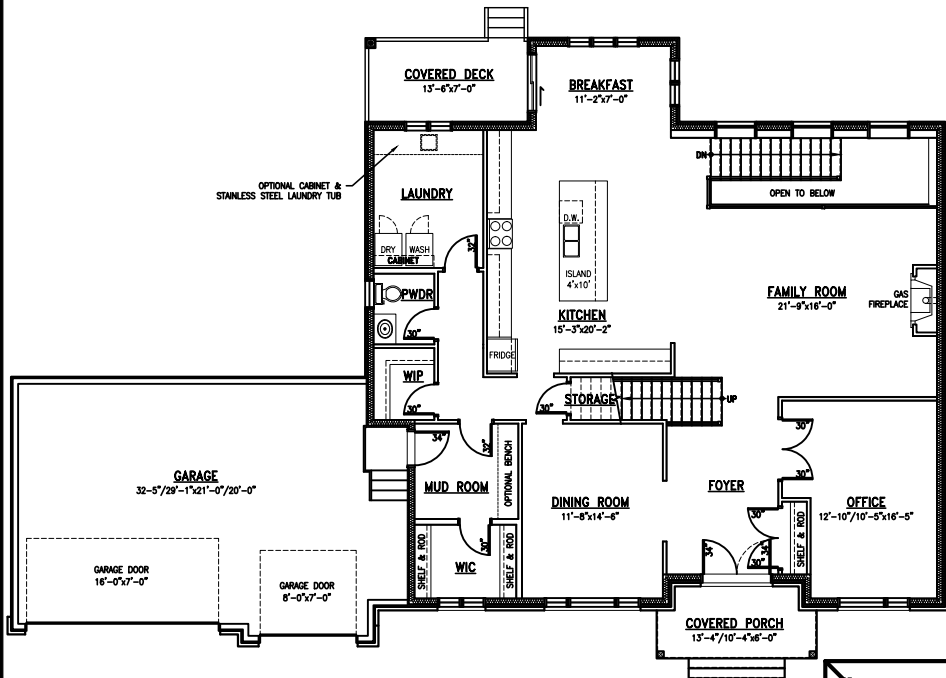 COVERED DECK
13'-6"x7'-0"
BREAKFAST
11'-2"x7'-0"
DN
OPEN TO BELOW
OPTIONAL CABINET &
STAINLESS STEEL LAUNDRY TUB
LAUNDRY
DRY
WASH
CABINET
32"
D.W.
ISLAND
4'x10'
KITCHEN
15'-3"x20'-2"
FAMILY ROOM
21'-9"x16'-0"
GAS
FIREPLACE
PWDR
30"
FRIDGE
WIP
30"
STORAGE
30"
UP
34"
32"
GARAGE
32-5"/29'-1"x21'-0"/20'-0"
MUD ROOM
OPTIONAL BENCH
DINING ROOM
11'-8"x14'-6"
FOYER
30"
30"
OFFICE
12'-10"/10'-5"x16'-5"
30"
30"
SHELF & ROD
34"
34"
GARAGE DOOR
16'-0"x7'-0"
GARAGE DOOR
8'-0"x7'-0"
SHELF & ROD
WIC
30"
SHELF & ROD
COVERED PORCH
13'-4"/10'-4"x6'-0"